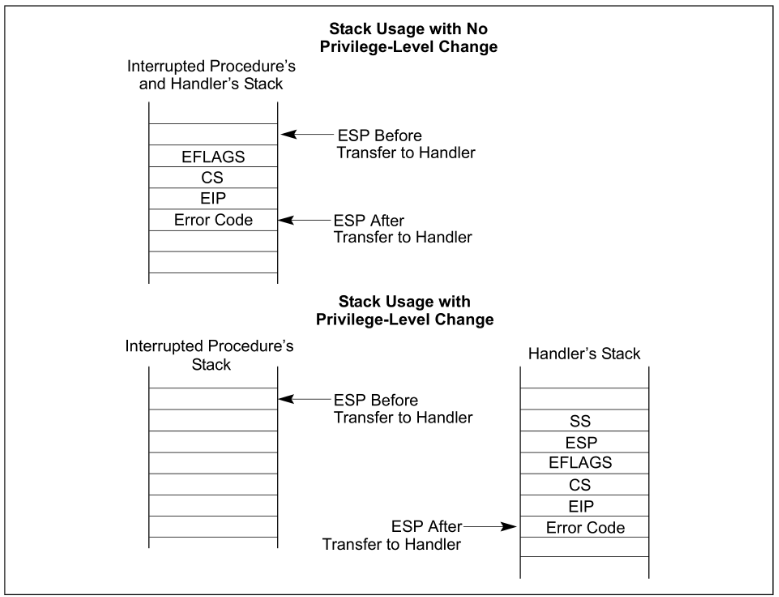 Stack Usage with No
Privilege-Level Change
Interrupted Procedure's
and Handler's Stack
ESP Before
Transfer to Handler
EFLAGS
CS
EIP
Error Code
ESP After
Transfer to Handler
Stack Usage with
Privilege-Level Change
Interrupted Procedure's
Stack
Handler's Stack
ESP Before
Transfer to Handler
SS
ESP
EFLAGS
CS
EIP
Error Code
ESP After
Transfer to Handler